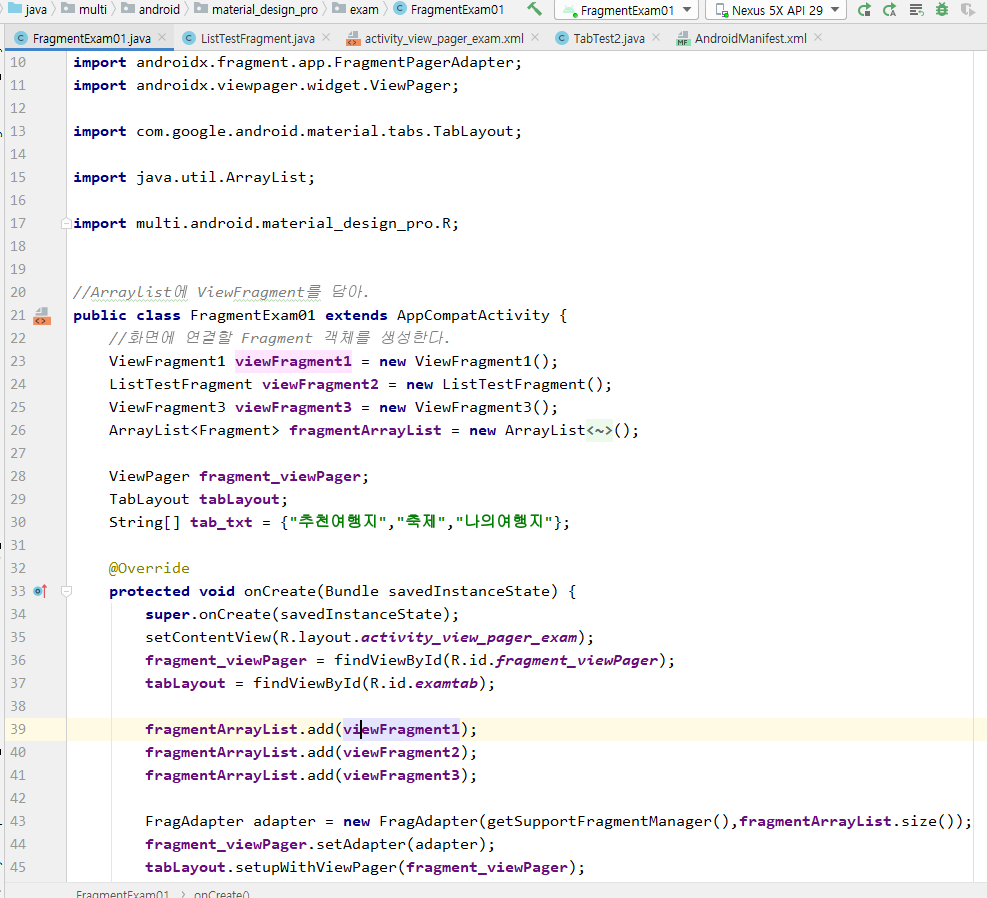 java multi android material_design_pro exam FragmentExam01 FragmentExam01 Nexus 5X API 29
FragmentExam01.java ListTestFragment.java activity_view_pager_exam.xml TabTest2.java AndroidManifest.xml
10 import androidx.fragment.app.FragmentPagerAdapter;
11 import androidx.viewpager.widget.ViewPager;
12
13 import com.google.android.material.tabs.TabLayout;
14
15 import java.util.ArrayList;
16
17 import multi.android.material_design_pro.R;
18
19
20 //Arraylist에 ViewFragment를 담아.
21 public class FragmentExam01 extends AppCompatActivity {
22 //화면에 연결할 Fragment 객체를 생성한다.
23 ViewFragment1 viewFragment1 = new ViewFragment1();
24 ListTestFragment viewFragment2 = new ListTestFragment();
25 ViewFragment3 viewFragment3 = new ViewFragment3();
26 ArrayList<Fragment> fragmentArrayList = new ArrayList<~>();
27
28 ViewPager fragment_viewPager;
29 TabLayout tabLayout;
30 String[] tab_txt = {"추천여행지","축제","나의여행지"};
31
32 @Override
33 protected void onCreate(Bundle savedInstanceState) {
34 super.onCreate(savedInstanceState);
35 setContentView(R.layout.activity_view_pager_exam);
36 fragment_viewPager = findViewById(R.id.fragment_viewPager);
37 tabLayout = findViewById(R.id.examtab);
38
39 fragmentArrayList.add(viewFragment1);
40 fragmentArrayList.add(viewFragment2);
41 fragmentArrayList.add(viewFragment3);
42
43 FragAdapter adapter = new FragAdapter(getSupportFragmentManager(),fragmentArrayList.size());
44 fragment_viewPager.setAdapter(adapter);
45 tabLayout.setupWithViewPager(fragment_viewPager);
FragmentExam01 › onCreate()